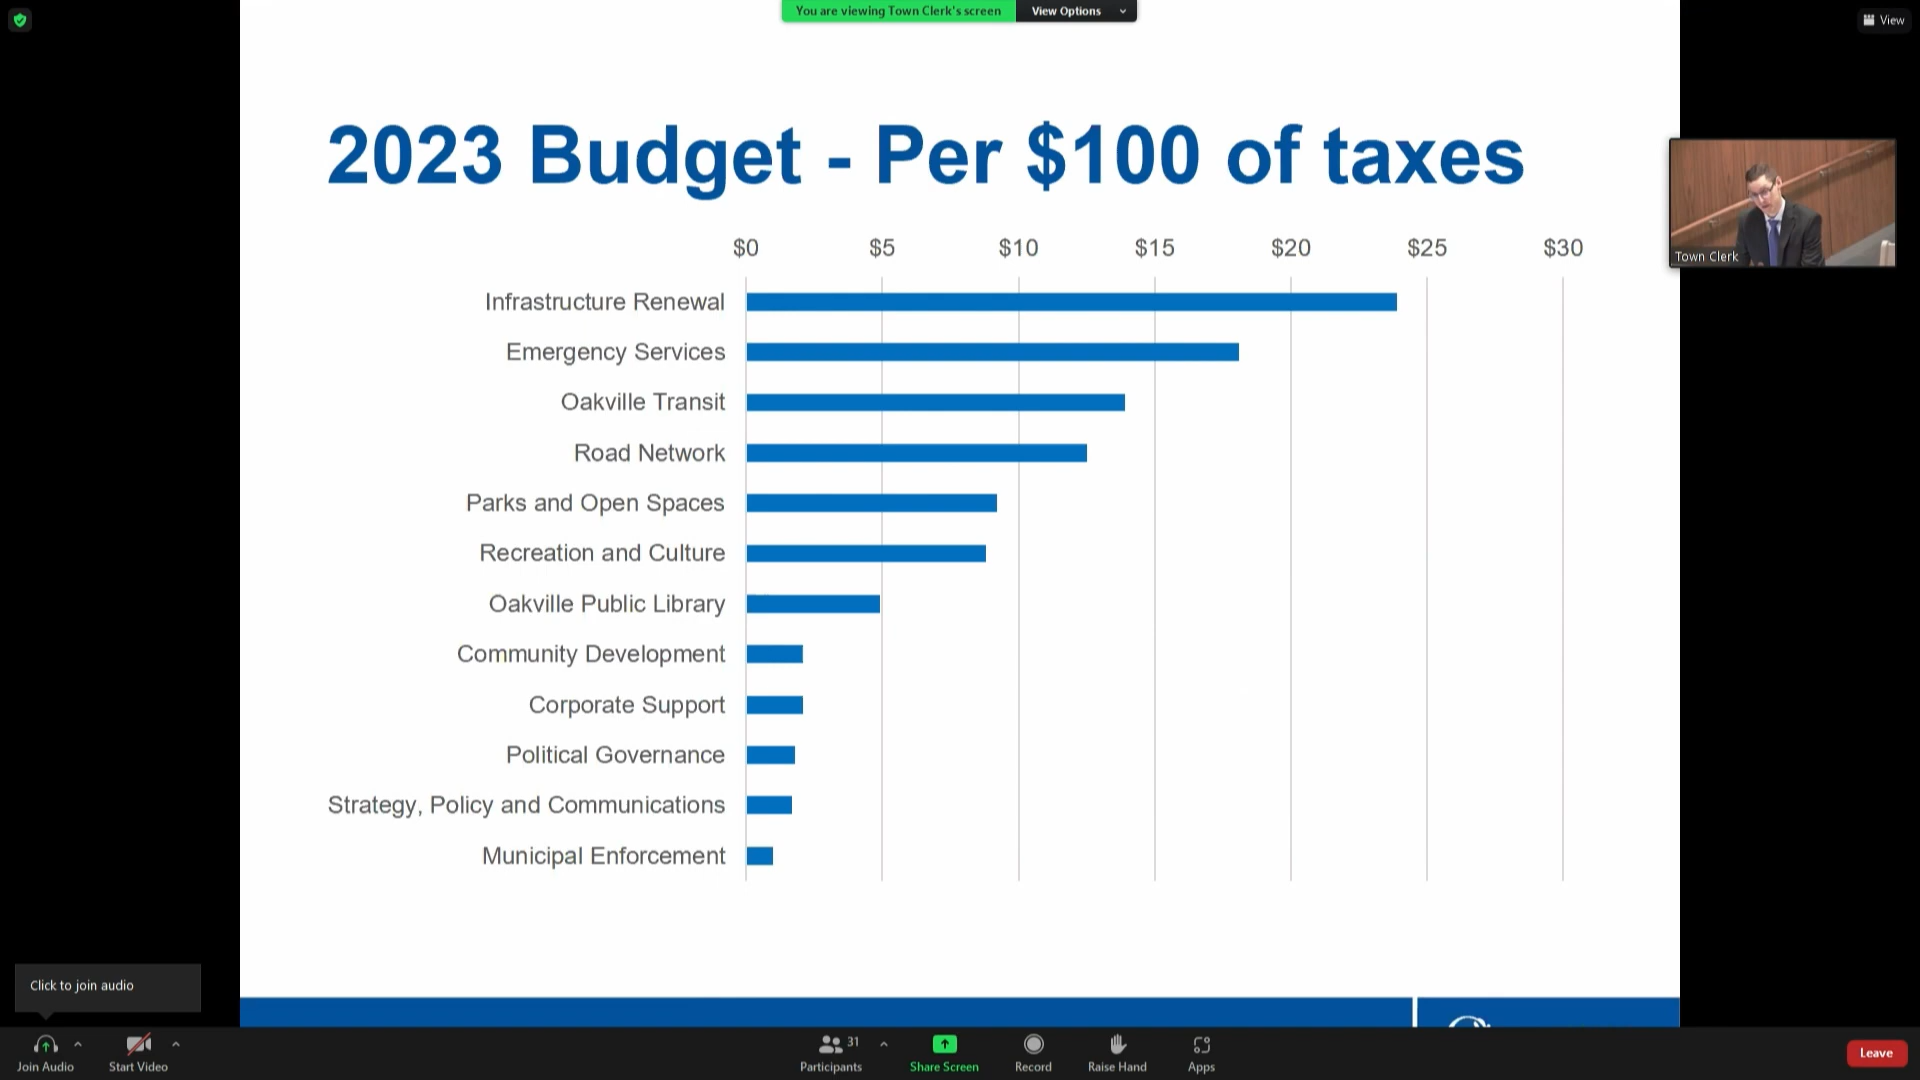 You are viewing Town Clerk's screen
View Options
View
2023 Budget - Per $100 of taxes
$0 $5 $10 $15 $20 $25 $30
Infrastructure Renewal
Emergency Services
Oakville Transit
Road Network
Parks and Open Spaces
Recreation and Culture
Oakville Public Library
Community Development
Corporate Support
Political Governance
Strategy, Policy and Communications
Municipal Enforcement
Town Clerk
Click to join audio
Join Audio
Start Video
31
Participants
Share Screen
Record
Raise Hand
Apps
Leave